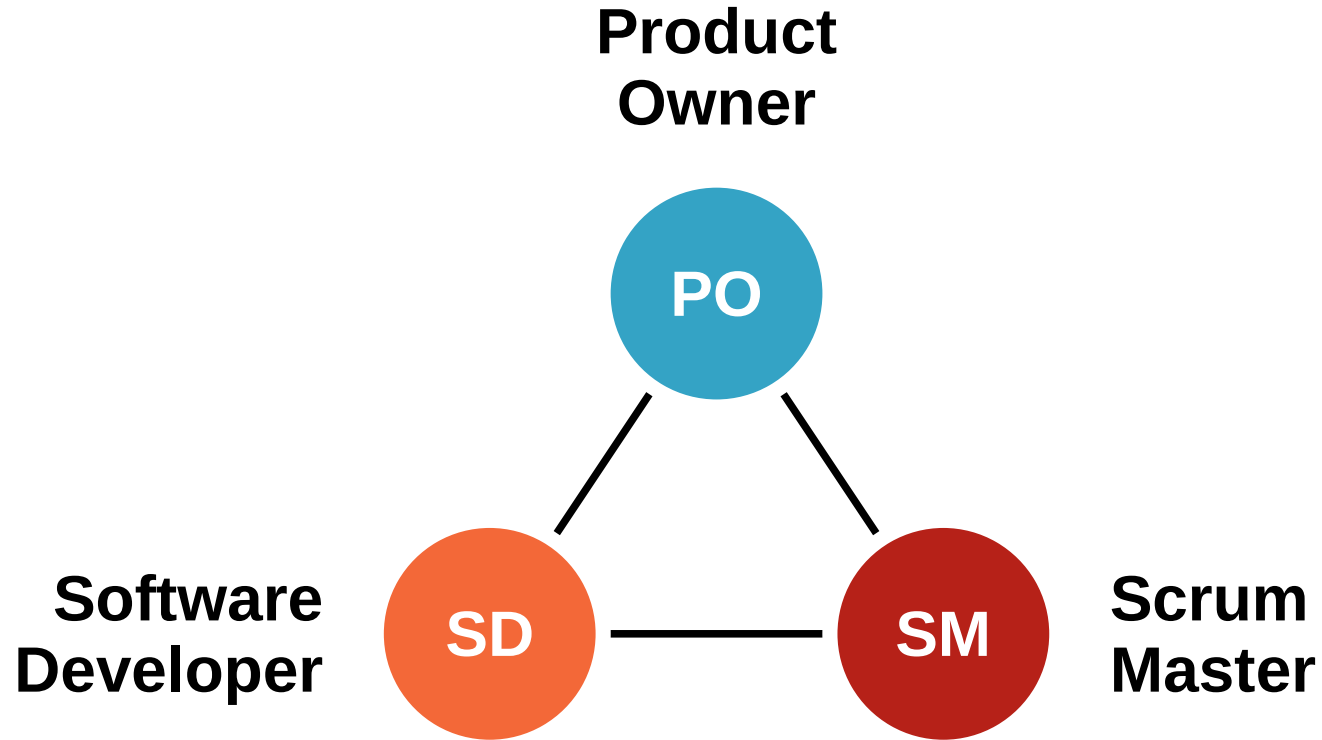 Product
Owner
PO
Software
Developer
SD
SM
Scrum
Master